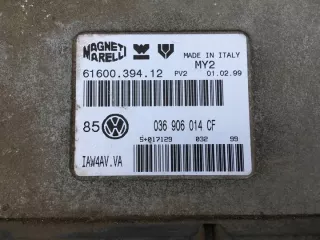 MAGNETI
MARELLI
MADE IN ITALY
MY2
61600.394.12 PV2 01.02.99
85 036 906 014 CF
5+017129 032 99
IAW4AV.VA